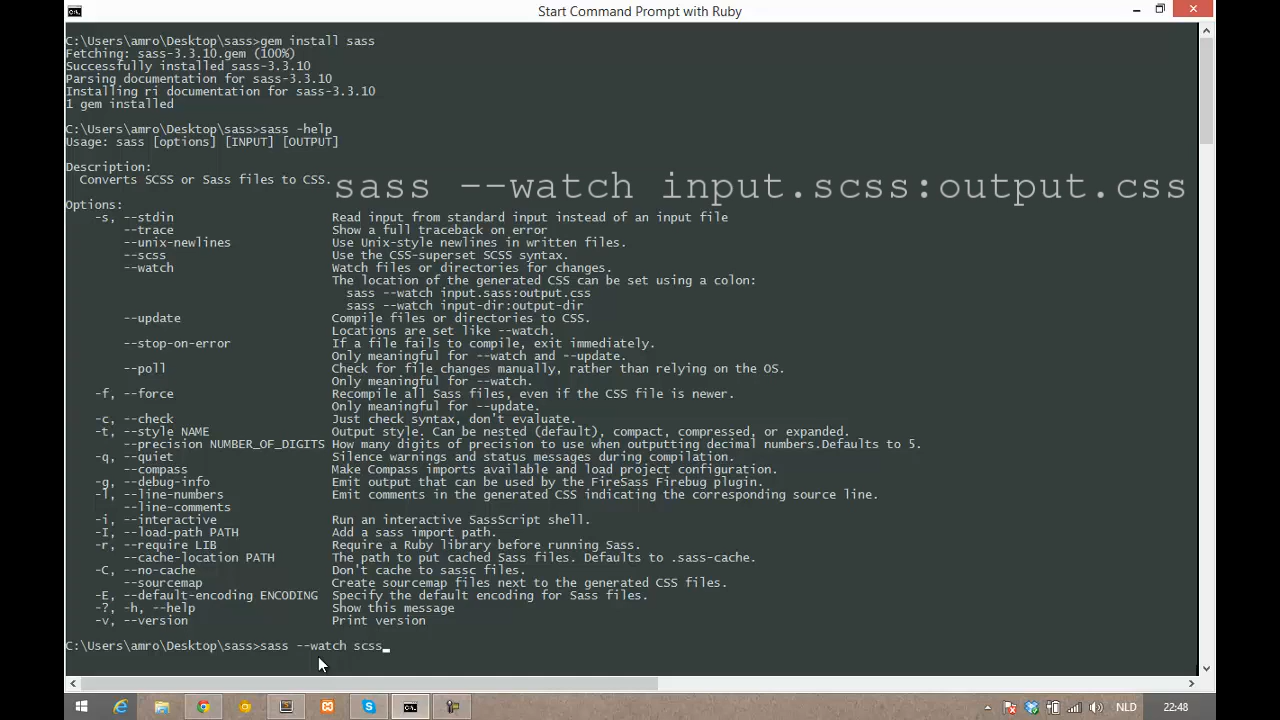 Start Command Prompt with Ruby
C:\Users\amro\Desktop\sass>gem install sass
Fetching: sass-3.3.10.gem (100%)
Successfully installed sass-3.3.10
Parsing documentation for sass-3.3.10
Installing ri documentation for sass-3.3.10
1 gem installed
C:\Users\amro\Desktop\sass>sass -help
Usage: sass [options] [INPUT] [OUTPUT]
Description:
Converts SCSS or Sass files to CSS.
sass --watch input.scss:output.css
Options:
-s, --stdin Read input from standard input instead of an input file
--trace Show a full traceback on error
--unix-newlines Use Unix-style newlines in written files.
--scss Use the CSS-superset SCSS syntax.
--watch Watch files or directories for changes.
The location of the generated CSS can be set using a colon:
sass --watch input.sass:output.css
sass --watch input-dir:output-dir
--update Compile files or directories to CSS.
Locations are set like --watch.
--stop-on-error If a file fails to compile, exit immediately.
Only meaningful for --watch and --update.
--poll Check for file changes manually, rather than relying on the OS.
Only meaningful for --watch.
-f, --force Recompile all Sass files, even if the CSS file is newer.
Only meaningful for --update.
-c, --check Just check syntax, don't evaluate.
-t, --style NAME Output style. Can be nested (default), compact, compressed, or expanded.
--precision NUMBER_OF_DIGITS How many digits of precision to use when outputting decimal numbers.Defaults to 5.
-q, --quiet Silence warnings and status messages during compilation.
--compass Make Compass imports available and load project configuration.
-g, --debug-info Emit output that can be used by the FireSass Firebug plugin.
-l, --line-numbers Emit comments in the generated CSS indicating the corresponding source line.
--line-comments
-i, --interactive Run an interactive SassScript shell.
-I, --load-path PATH Add a sass import path.
-r, --require LIB Require a Ruby library before running Sass.
--cache-location PATH The path to put cached Sass files. Defaults to .sass-cache.
-C, --no-cache Don't cache to sassc files.
--sourcemap Create sourcemap files next to the generated CSS files.
-E, --default-encoding ENCODING Specify the default encoding for Sass files.
-?, -h, --help Show this message
-v, --version Print version
C:\Users\amro\Desktop\sass>sass --watch scss_
NLD 22:48